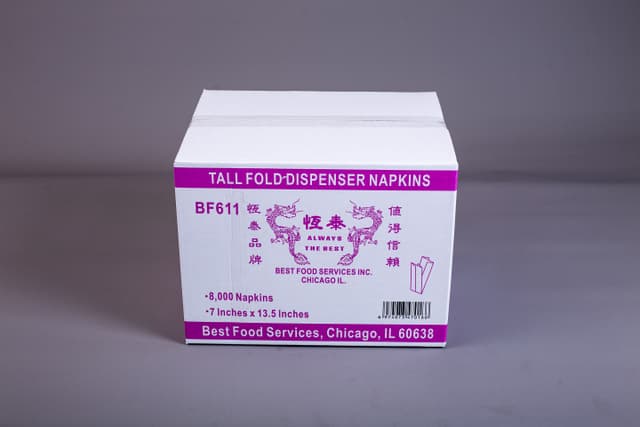 TALL FOLD-DISPENSER NAPKINS
BF611
恆泰品牌
恆泰
ALWAYS
THE BEST
值得信賴
BEST FOOD SERVICES INC.
CHICAGO IL.
•8,000 Napkins
•7 Inches x 13.5 Inches
Best Food Services, Chicago, IL 60638